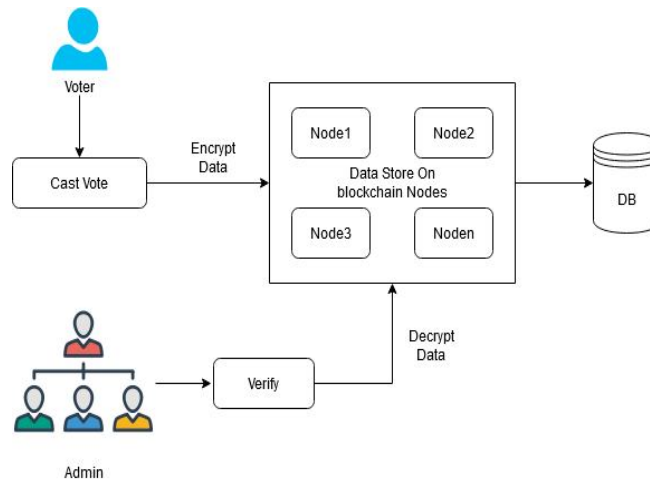 Voter
Cast Vote
Encrypt
Data
Node1
Node2
Data Store On
blockchain Nodes
Node3
Noden
DB
Decrypt
Data
Verify
Admin